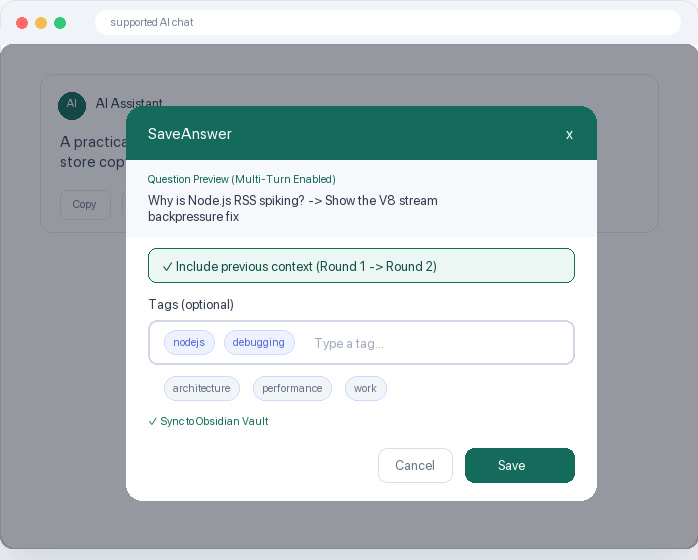 supported AI chat
AI
AI Assistant
A practica
store cop
Copy
SaveAnswer
x
Question Preview (Multi-Turn Enabled)
Why is Node.js RSS spiking? -> Show the V8 stream
backpressure fix
✓ Include previous context (Round 1 -> Round 2)
Tags (optional)
nodejs
debugging
Type a tag...
architecture
performance
work
✓ Sync to Obsidian Vault
Cancel
Save